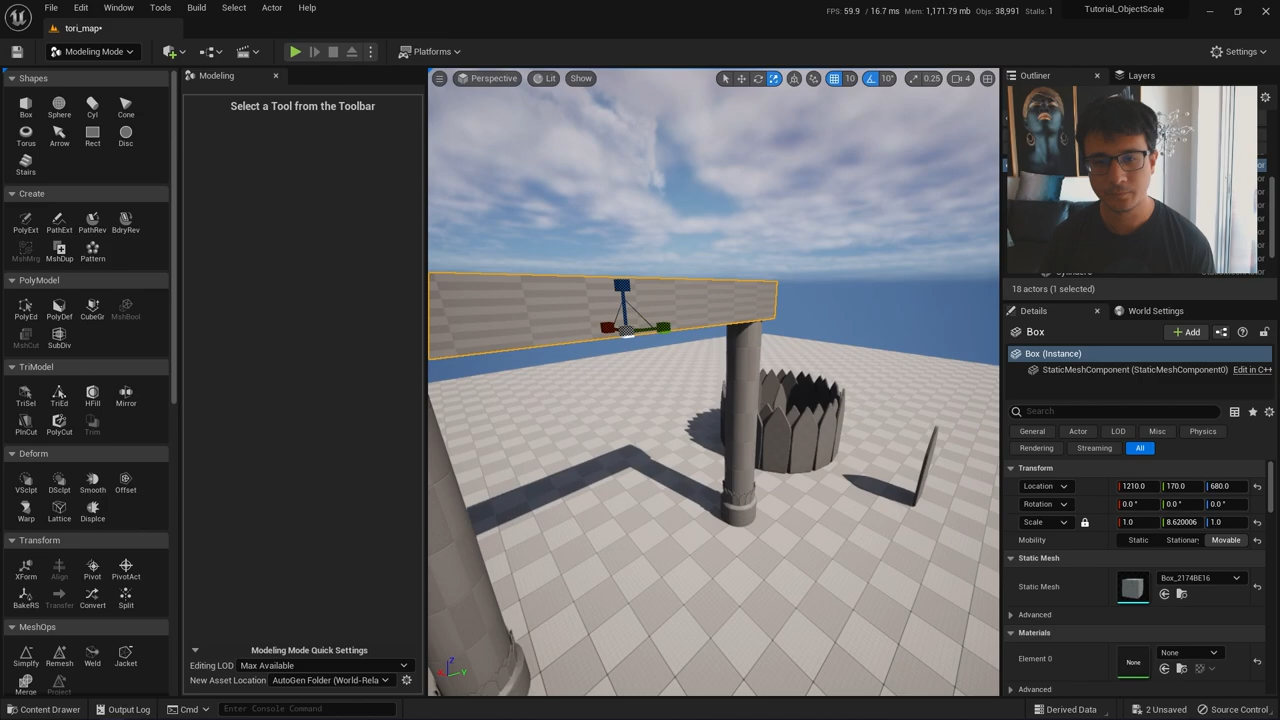 File Edit Window Tools Build Select Actor Help
FPS: 59.9 / 16.7 ms Mem: 1,171.79 mb Objs: 38,991 Stalls: 1
Tutorial_ObjectScale
tori_map•
Modeling Mode
Platforms
Settings
Shapes
Box Sphere Cyl Cone
Torus Arrow Rect Disc
Stairs
Create
PolyExt PathExt PathRev BdryRev
MshMrg MshDup Pattern
PolyModel
PolyEd PolyDef CubeGr MshBool
MshCut SubDiv
TriModel
TriSel TriEd HFill Mirror
PlnCut PolyCut Trim
Deform
VSclpt DSclpt Smooth Offset
Warp Lattice Displce
Transform
XForm Align Pivot PivotAct
BakeRS Transfer Convert Split
MeshOps
Simplfy Remesh Weld Jacket
Merge Project
Modeling
Select a Tool from the Toolbar
Modeling Mode Quick Settings
Editing LOD Max Available
New Asset Location AutoGen Folder (World-Rela
Perspective Lit Show
10 10° 0.25 4
Z
Y
Outliner Layers
18 actors (1 selected)
Details World Settings
Box Add
Box (Instance)
StaticMeshComponent (StaticMeshComponent0) Edit in C++
Search
General Actor LOD Misc Physics
Rendering Streaming All
Transform
Location 1210.0 170.0 680.0
Rotation 0.0° 0.0° 0.0°
Scale 1.0 8.620006 1.0
Mobility Static Stationar Movable
Static Mesh
Static Mesh Box_2174BE16
Advanced
Materials
Element 0 None None
Advanced
Content Drawer Output Log Cmd Enter Console Command
Derived Data 2 Unsaved Source Control